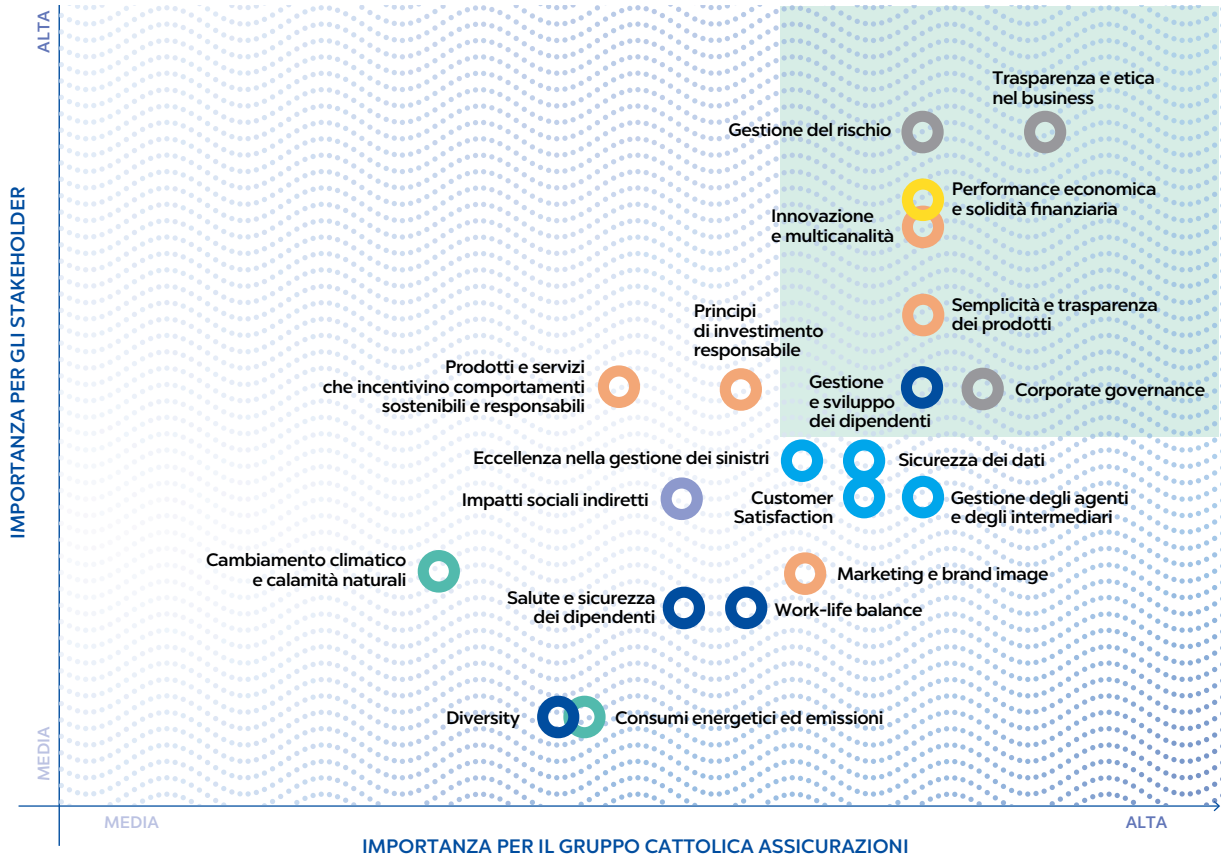 ALTA
Trasparenza e etica
nel business
Gestione del rischio
Performance economica
e solidità finanziaria
Innovazione
e multicanalità
Semplicità e trasparenza
dei prodotti
Principi
di investimento
responsabile
Prodotti e servizi
che incentivino comportamenti
sostenibili e responsabili
Gestione
e sviluppo
dei dipendenti
Corporate governance
Eccellenza nella gestione dei sinistri
Sicurezza dei dati
Impatti sociali indiretti
Customer
Satisfaction
Gestione degli agenti
e degli intermediari
Cambiamento climatico
e calamità naturali
Marketing e brand image
Salute e sicurezza
dei dipendenti
Work-life balance
Diversity
Consumi energetici ed emissioni
IMPORTANZA PER GLI STAKEHOLDER
MEDIA
MEDIA
ALTA
IMPORTANZA PER IL GRUPPO CATTOLICA ASSICURAZIONI